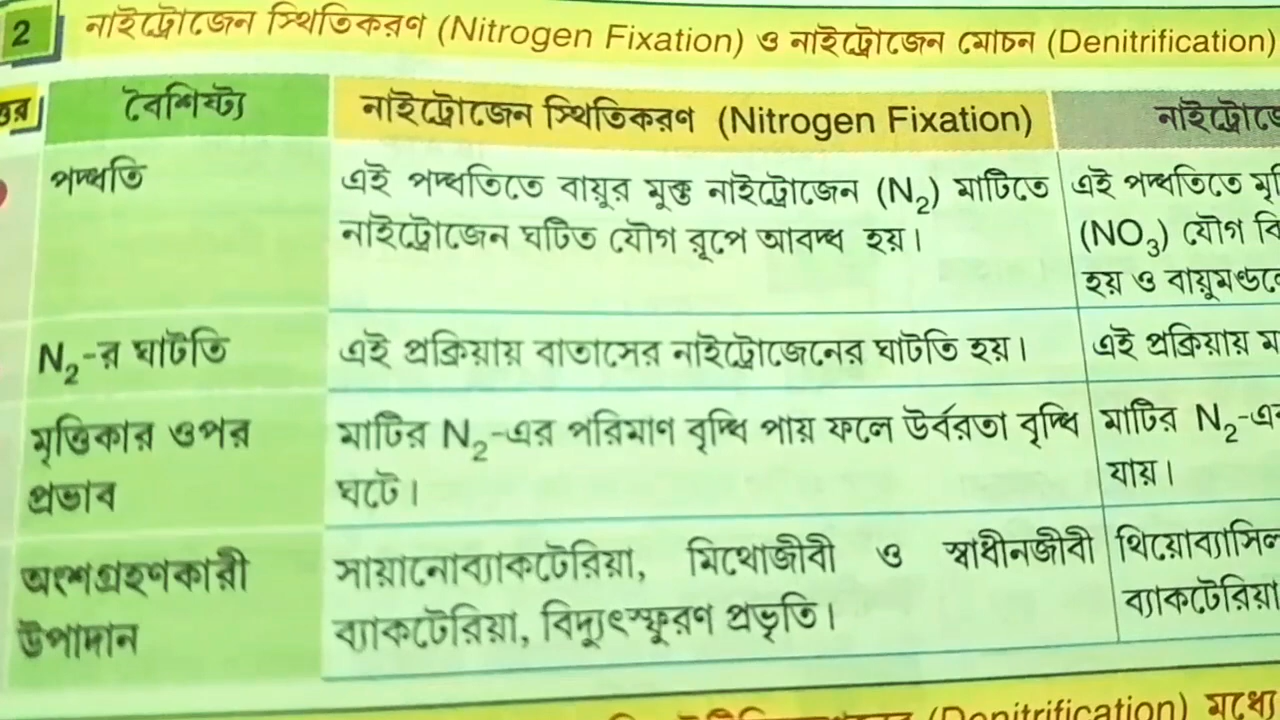 2 নাইট্রোজেন স্থিতিকরণ (Nitrogen Fixation) ও নাইট্রোজেন মোচন (Denitrification)
বৈশিষ্ট্য
নাইট্রোজেন স্থিতিকরণ (Nitrogen Fixation)
পদ্ধতি
এই পদ্ধতিতে বায়ুর মুক্ত নাইট্রোজেন (N₂) মাটিতে
নাইট্রোজেন ঘটিত যৌগ রূপে আবদ্ধ হয়।
এই পদ্ধতিতে
(NO₃) যৌগ
হয় ও
N₂-র ঘাটতি
এই প্রক্রিয়ায় বাতাসের নাইট্রোজেনের ঘাটতি হয়।
এই প্রক্রিয়ায়
মৃত্তিকার ওপর
প্রভাব
মাটির N₂-এর পরিমাণ বৃদ্ধি পায় ফলে উর্বরতা বৃদ্ধি
ঘটে।
মাটির
যায়।
অংশগ্রহণকারী
উপাদান
সায়ানোব্যাকটেরিয়া, মিথোজীবী ও স্বাধীনজীবী
ব্যাকটেরিয়া, বিদ্যুৎস্ফুরণ প্রভৃতি।
ব্যাকটেরিয়া
(Denitrification) মধ্যে